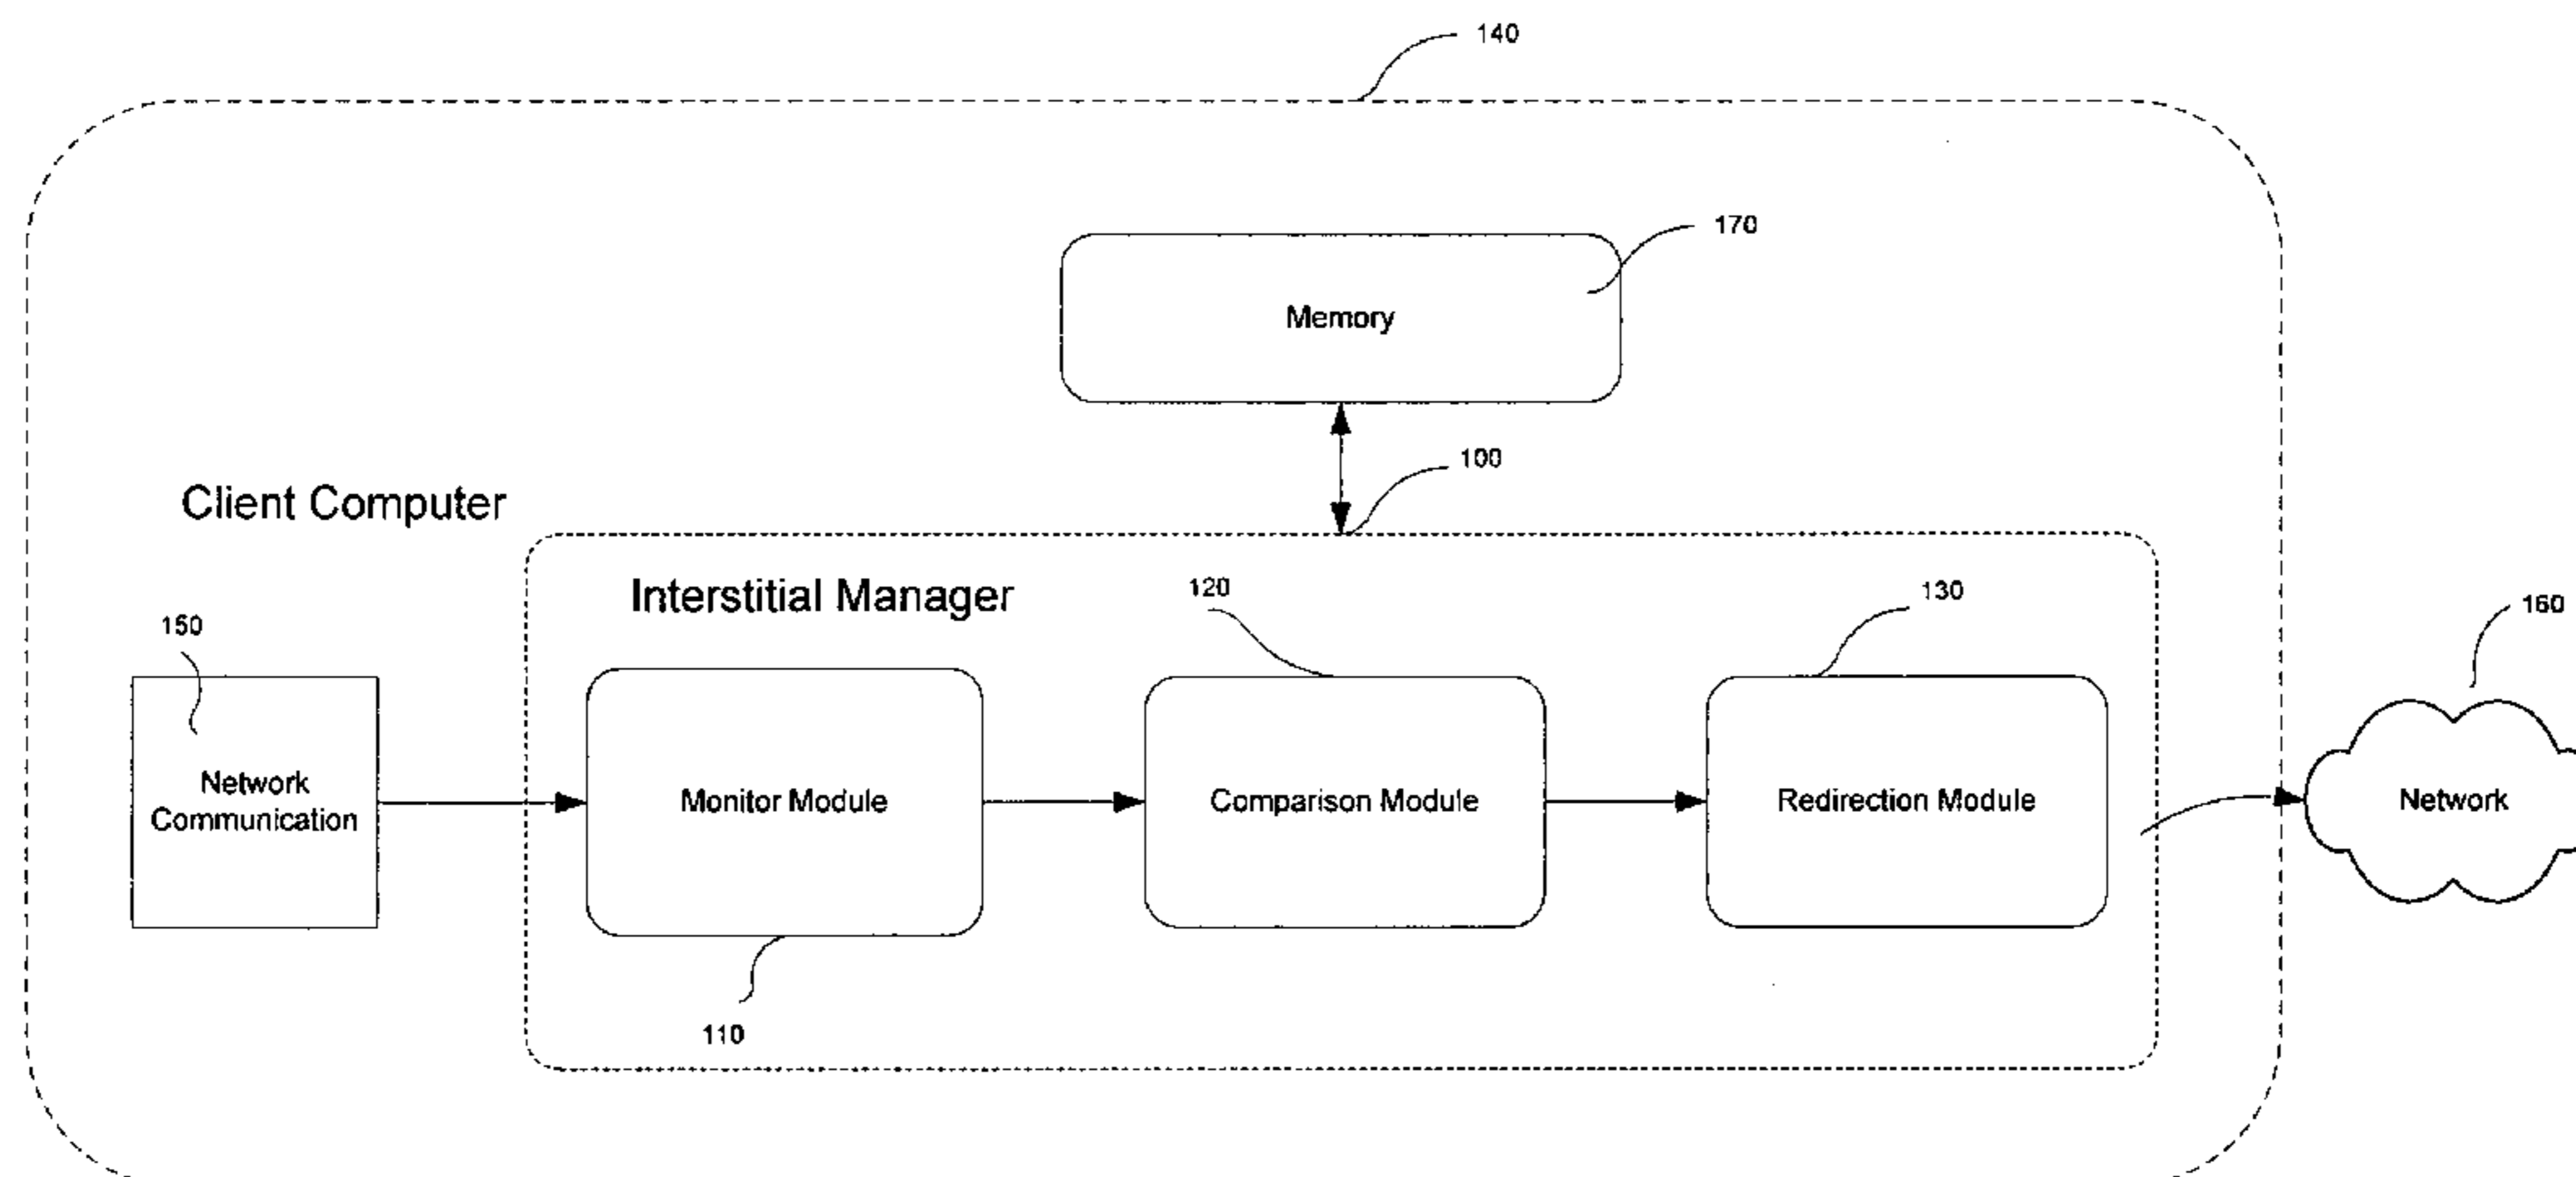 140
170
Memory
100
Client Computer
Interstitial Manager
120
130
160
150
Network
Communication
Monitor Module
Comparison Module
Redirection Module
Network
110